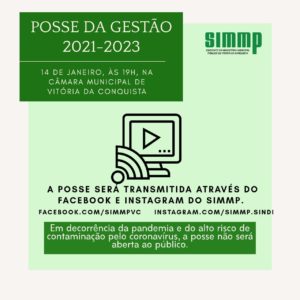 POSSE DA GESTÃO
2021-2023
SIMMP
14 DE JANEIRO, ÀS 19H, NA
CÂMARA MUNICIPAL DE
VITÓRIA DA CONQUISTA
A POSSE SERÁ TRANSMITIDA ATRAVÉS DO
FACEBOOK E INSTAGRAM DO SIMMP.
FACEBOOK.COM/SIMMPVC INSTAGRAM.COM/SIMMP.SINDI
Em decorrência da pandemia e do alto risco de
contaminação pelo coronavírus, a posse não será
aberta ao público.